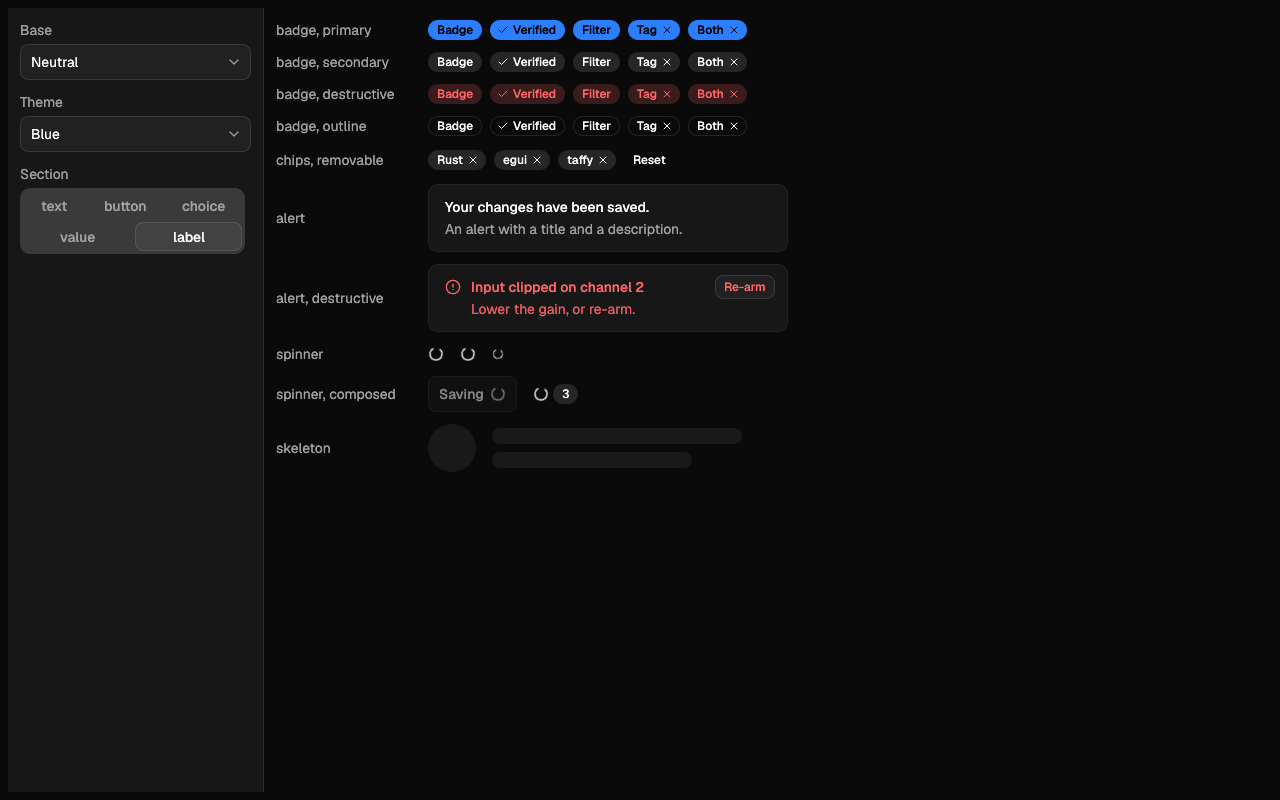 Base
Neutral
Theme
Blue
Section
text button choice
value label
badge, primary Badge Verified Filter Tag Both
badge, secondary Badge Verified Filter Tag Both
badge, destructive Badge Verified Filter Tag Both
badge, outline Badge Verified Filter Tag Both
chips, removable Rust egui taffy Reset
alert
Your changes have been saved.
An alert with a title and a description.
alert, destructive
Input clipped on channel 2 Re-arm
Lower the gain, or re-arm.
spinner
spinner, composed Saving 3
skeleton